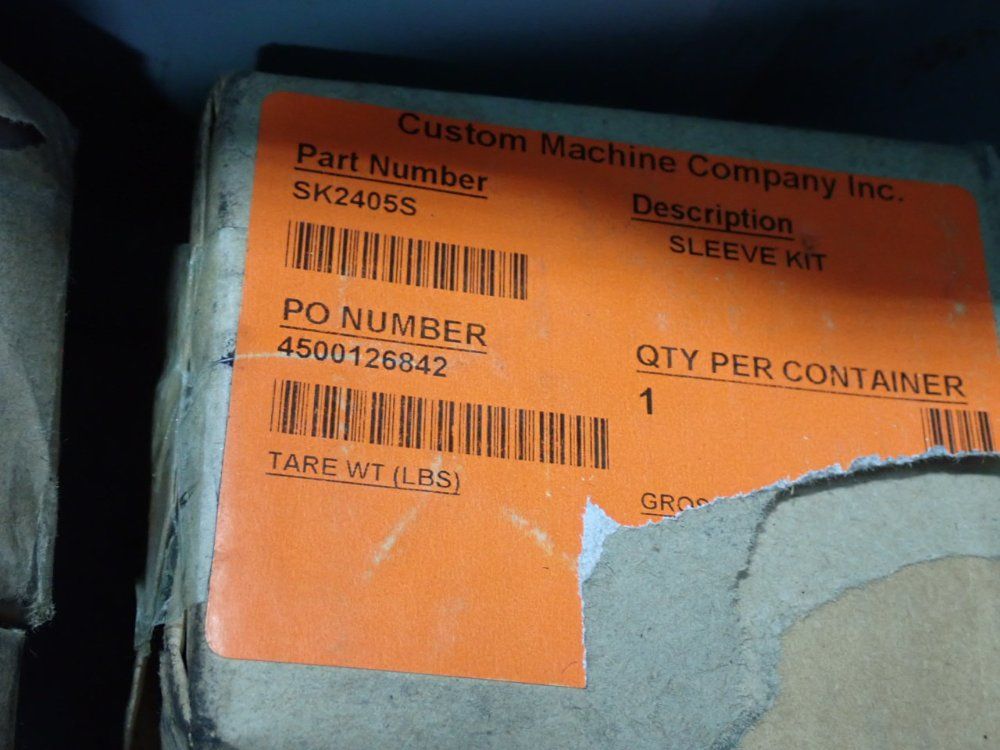 Custom Machine Company Inc.
Part Number
SK2405S
Description
SLEEVE KIT
PO NUMBER
4500126842
QTY PER CONTAINER
1
TARE WT (LBS)